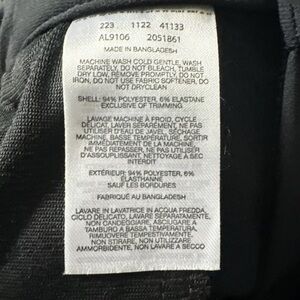 223 1122 41133
AL9106 2051861
MADE IN BANGLADESH
MACHINE WASH COLD GENTLE, WASH
SEPARATELY, DO NOT BLEACH, TUMBLE
DRY LOW, REMOVE PROMPTLY, DO NOT
IRON, DO NOT USE FABRIC SOFTENER, DO
NOT DRYCLEAN
SHELL: 94% POLYESTER, 6% ELASTANE
EXCLUSIVE OF TRIMMING
LAVAGE MACHINE À FROID, CYCLE
DELICAT, LAVER SÉPARÉMENT, NE PAS
UTILISER D'EAU DE JAVEL, SÉCHAGE
MACHINE, BASSE TEMPÉRATURE, SORTIR
IMMÉDIATEMENT DE LA MACHINE,
NE PAS REPASSER, NE PAS UTILISER
D'ASSOUPLISSANT, NETTOYAGE À SEC
INTERDIT
EXTÉRIEUR: 94% POLYESTER, 6%
ÉLASTHANNE
SAUF LES BORDURES
FABRIQUÉ AU BANGLADESH
LAVARE IN LAVATRICE IN ACQUA FREDDA,
CICLO DELICATO, LAVARE SEPARATAMENTE,
NON CANDEGGIARE, ASCIUGARE A
TAMBURO A BASSA TEMPERATURA,
RIMUOVERE TEMPESTIVAMENTE,
NON STIRARE, NON UTILIZZARE
AMMORBIDENTE, NON LAVARE A SECCO